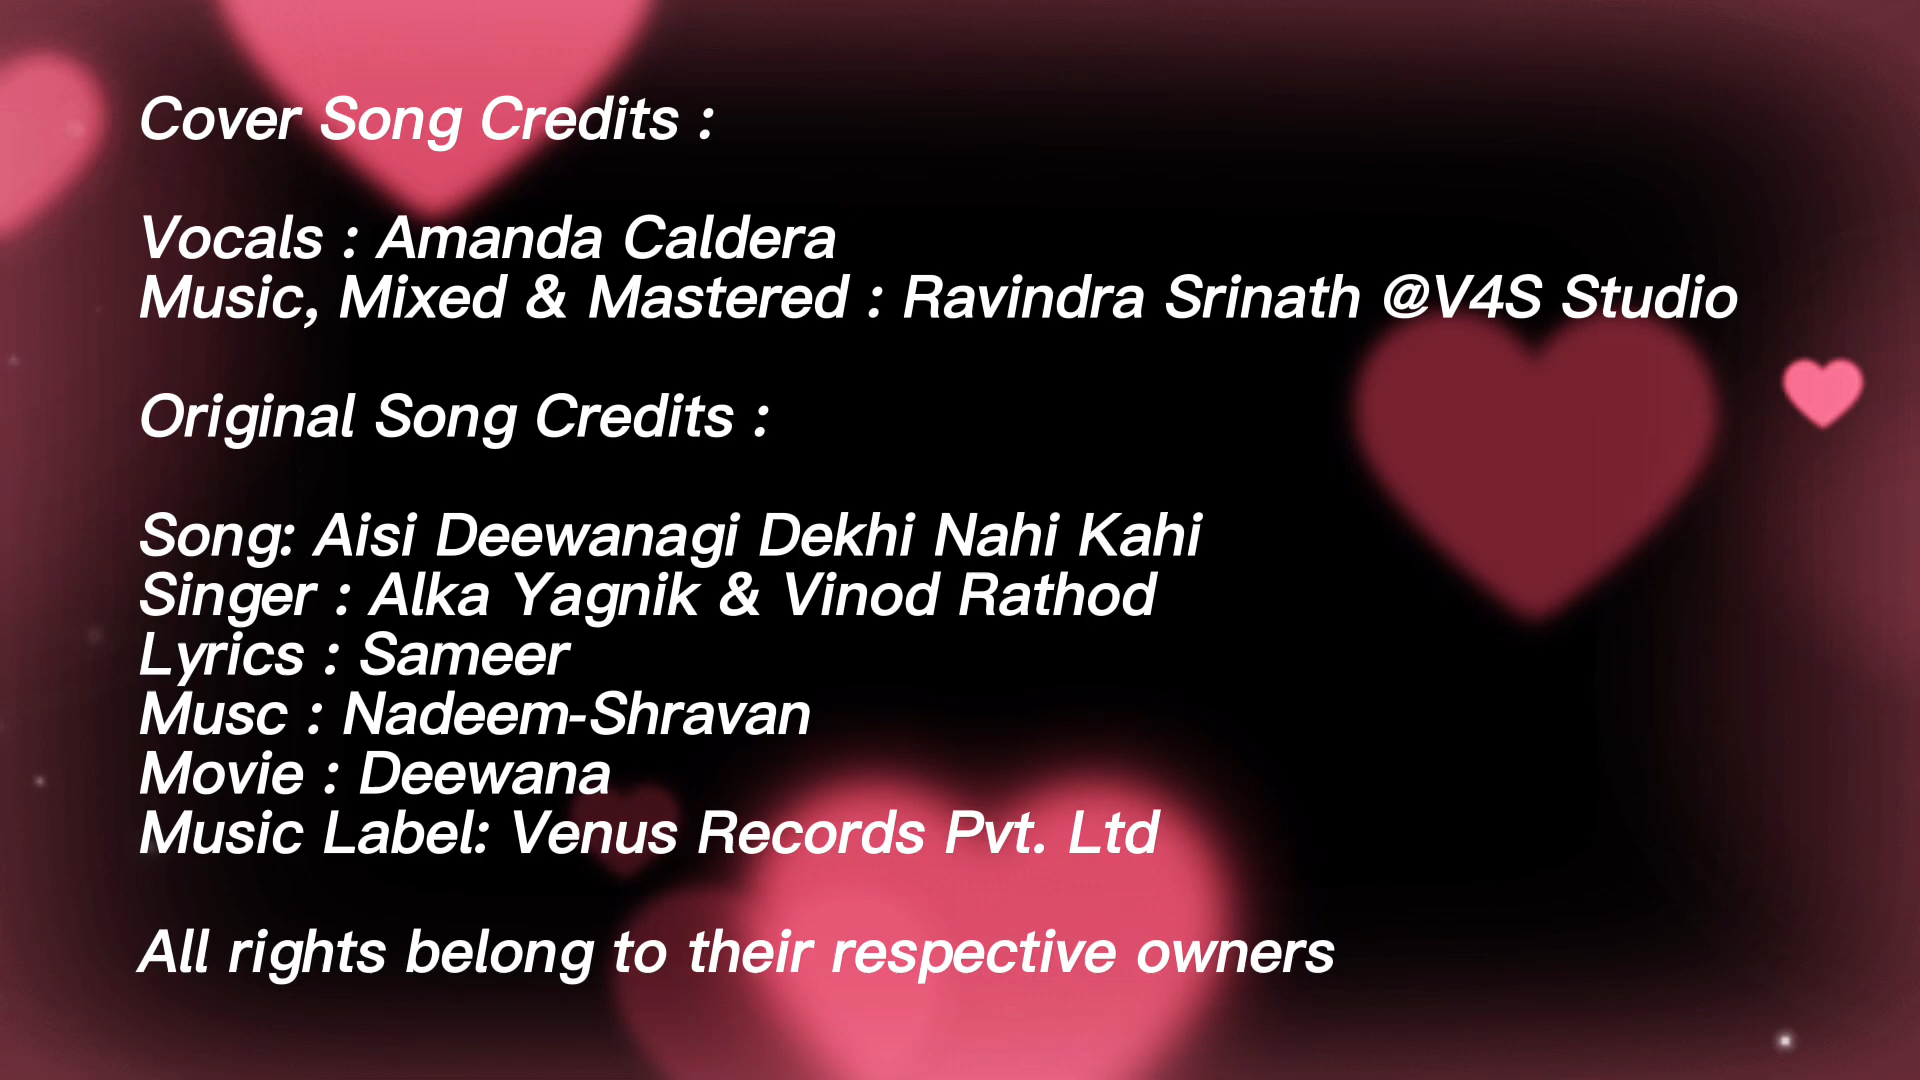 Cover Song Credits :
Vocals : Amanda Caldera
Music, Mixed & Mastered : Ravindra Srinath @V4S Studio
Original Song Credits :
Song: Aisi Deewanagi Dekhi Nahi Kahi
Singer : Alka Yagnik & Vinod Rathod
Lyrics : Sameer
Musc : Nadeem-Shravan
Movie : Deewana
Music Label: Venus Records Pvt. Ltd
All rights belong to their respective owners